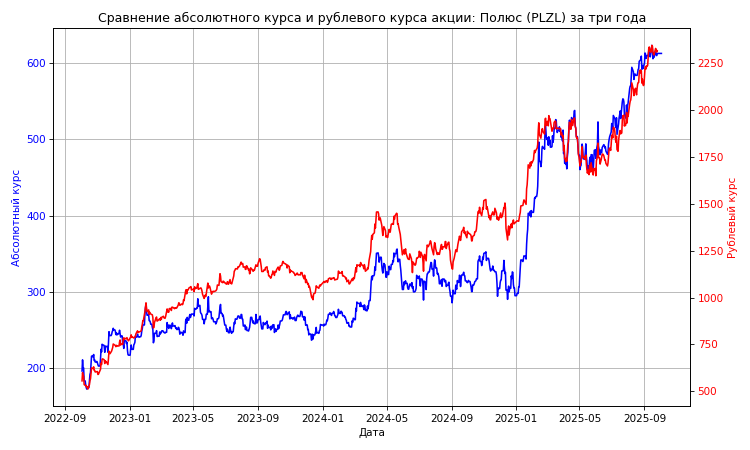 Сравнение абсолютного курса и рублевого курса акции: Полюс (PLZL) за три года
Абсолютный курс
600
500
400
300
200
2250
2000
1750
1500
1250
1000
750
500
Рублевый курс
2022-09 2023-01 2023-05 2023-09 2024-01 2024-05 2024-09 2025-01 2025-05 2025-09
Дата